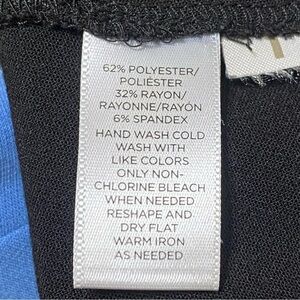 62% POLYESTER/
POLIÉSTER
32% RAYON/
RAYONNE/RAYÓN
6% SPANDEX
HAND WASH COLD
WASH WITH
LIKE COLORS
ONLY NON-
CHLORINE BLEACH
WHEN NEEDED
RESHAPE AND
DRY FLAT
WARM IRON
AS NEEDED